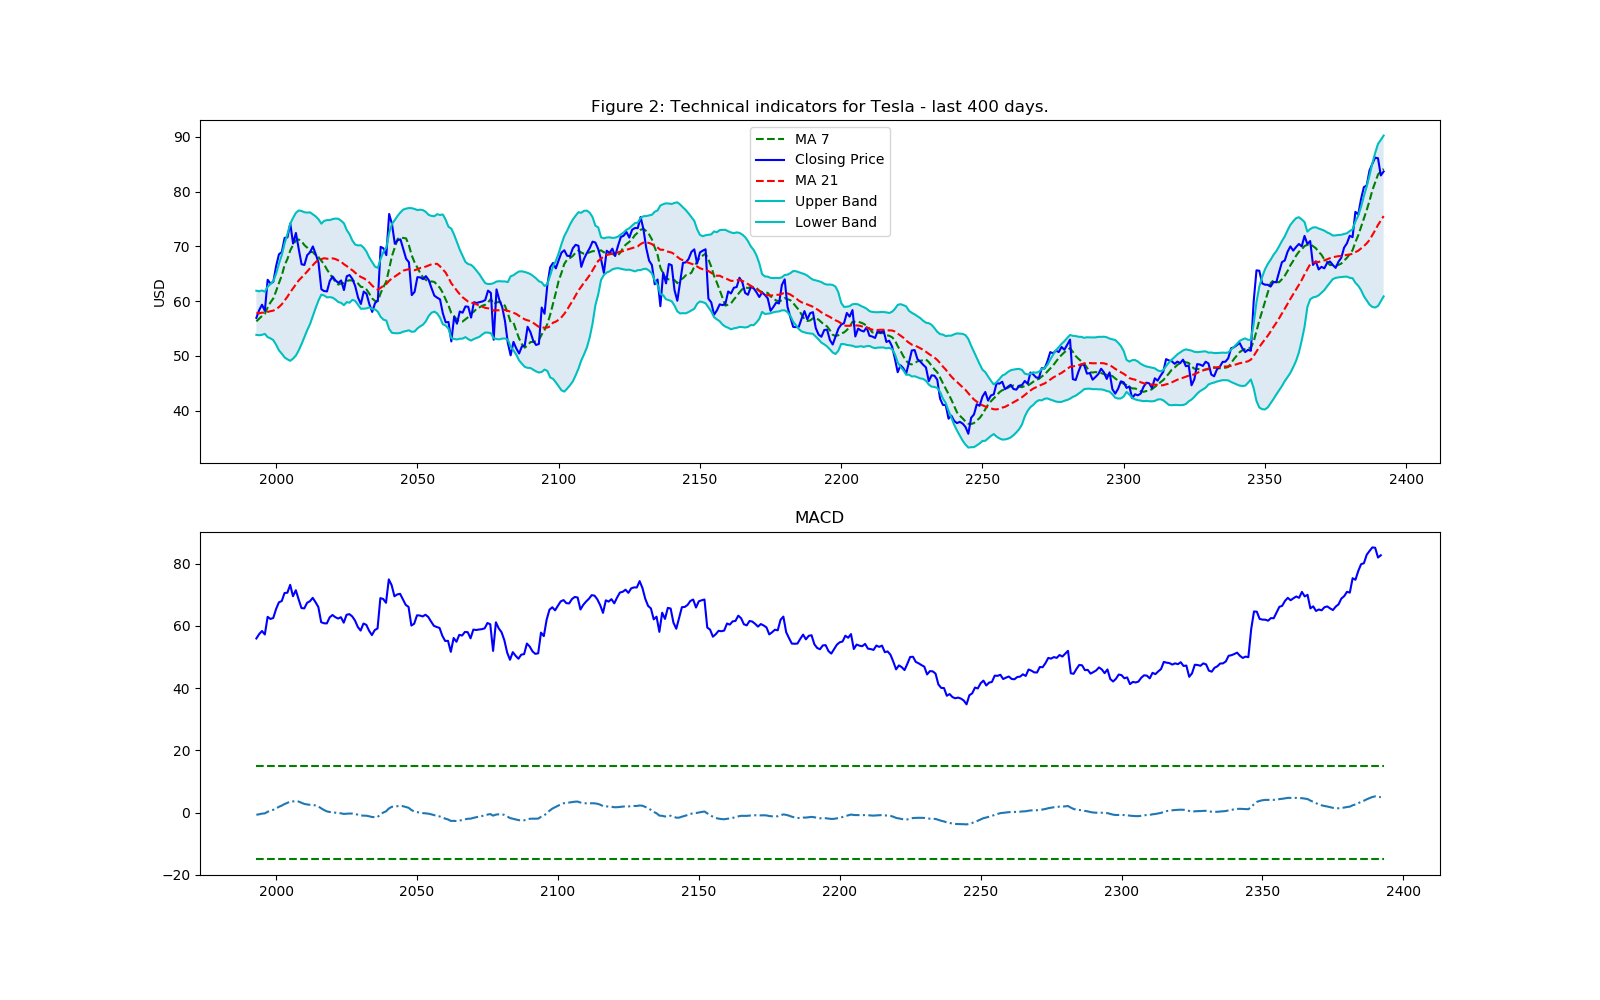 Figure 2: Technical indicators for Tesla - last 400 days.
90
80
70
60
50
40
USD
MA 7
Closing Price
MA 21
Upper Band
Lower Band
2000 2050 2100 2150 2200 2250 2300 2350 2400
MACD
80
60
40
20
0
−20
2000 2050 2100 2150 2200 2250 2300 2350 2400